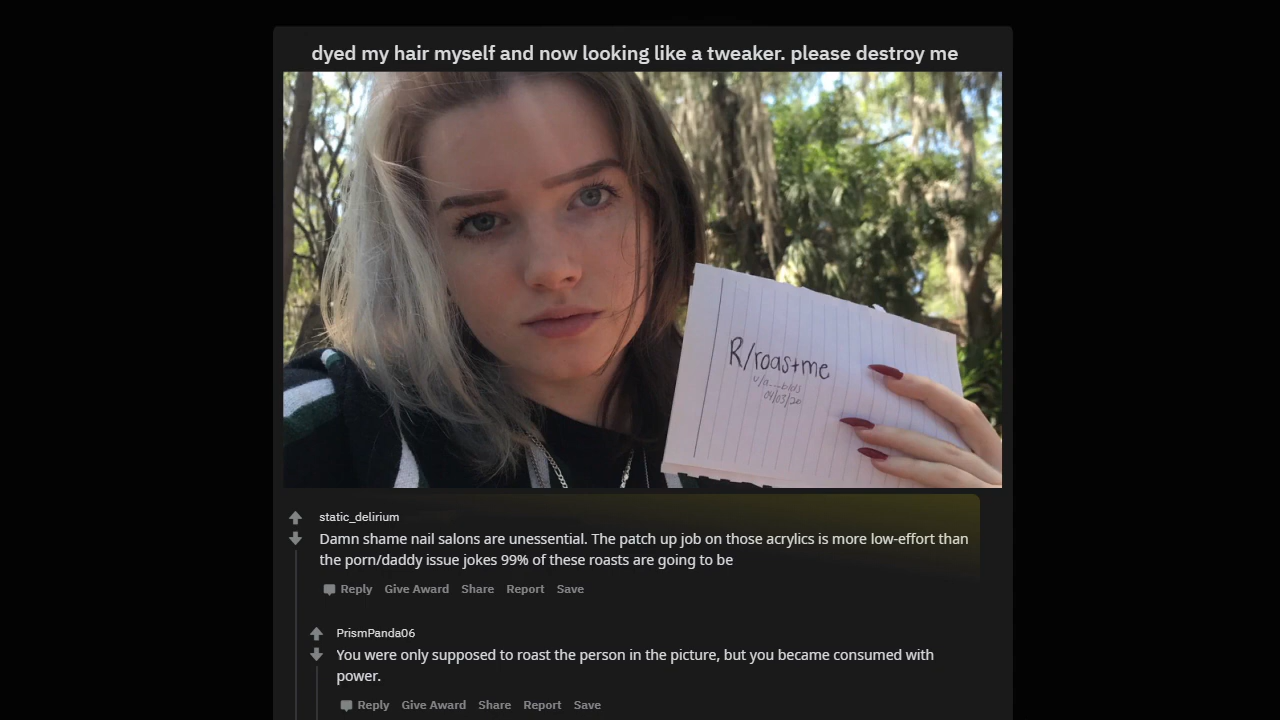 dyed my hair myself and now looking like a tweaker. please destroy me
R/roastme
04/03/20
static_delirium
Damn shame nail salons are unessential. The patch up job on those acrylics is more low-effort than
the porn/daddy issue jokes 99% of these roasts are going to be
Reply Give Award Share Report Save
PrismPanda06
You were only supposed to roast the person in the picture, but you became consumed with
power.
Reply Give Award Share Report Save